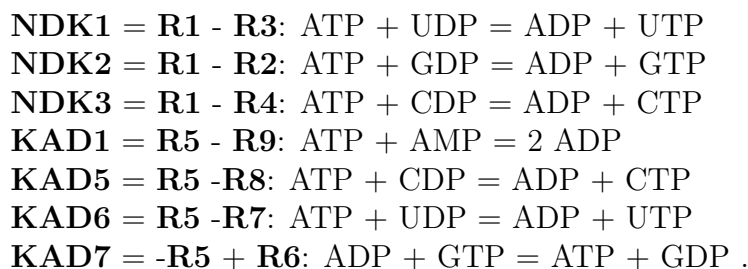 NDK1 = R1 - R3: ATP + UDP = ADP + UTP
NDK2 = R1 - R2: ATP + GDP = ADP + GTP
NDK3 = R1 - R4: ATP + CDP = ADP + CTP
KAD1 = R5 - R9: ATP + AMP = 2 ADP
KAD5 = R5 -R8: ATP + CDP = ADP + CTP
KAD6 = R5 -R7: ATP + UDP = ADP + UTP
KAD7 = -R5 + R6: ADP + GTP = ATP + GDP .